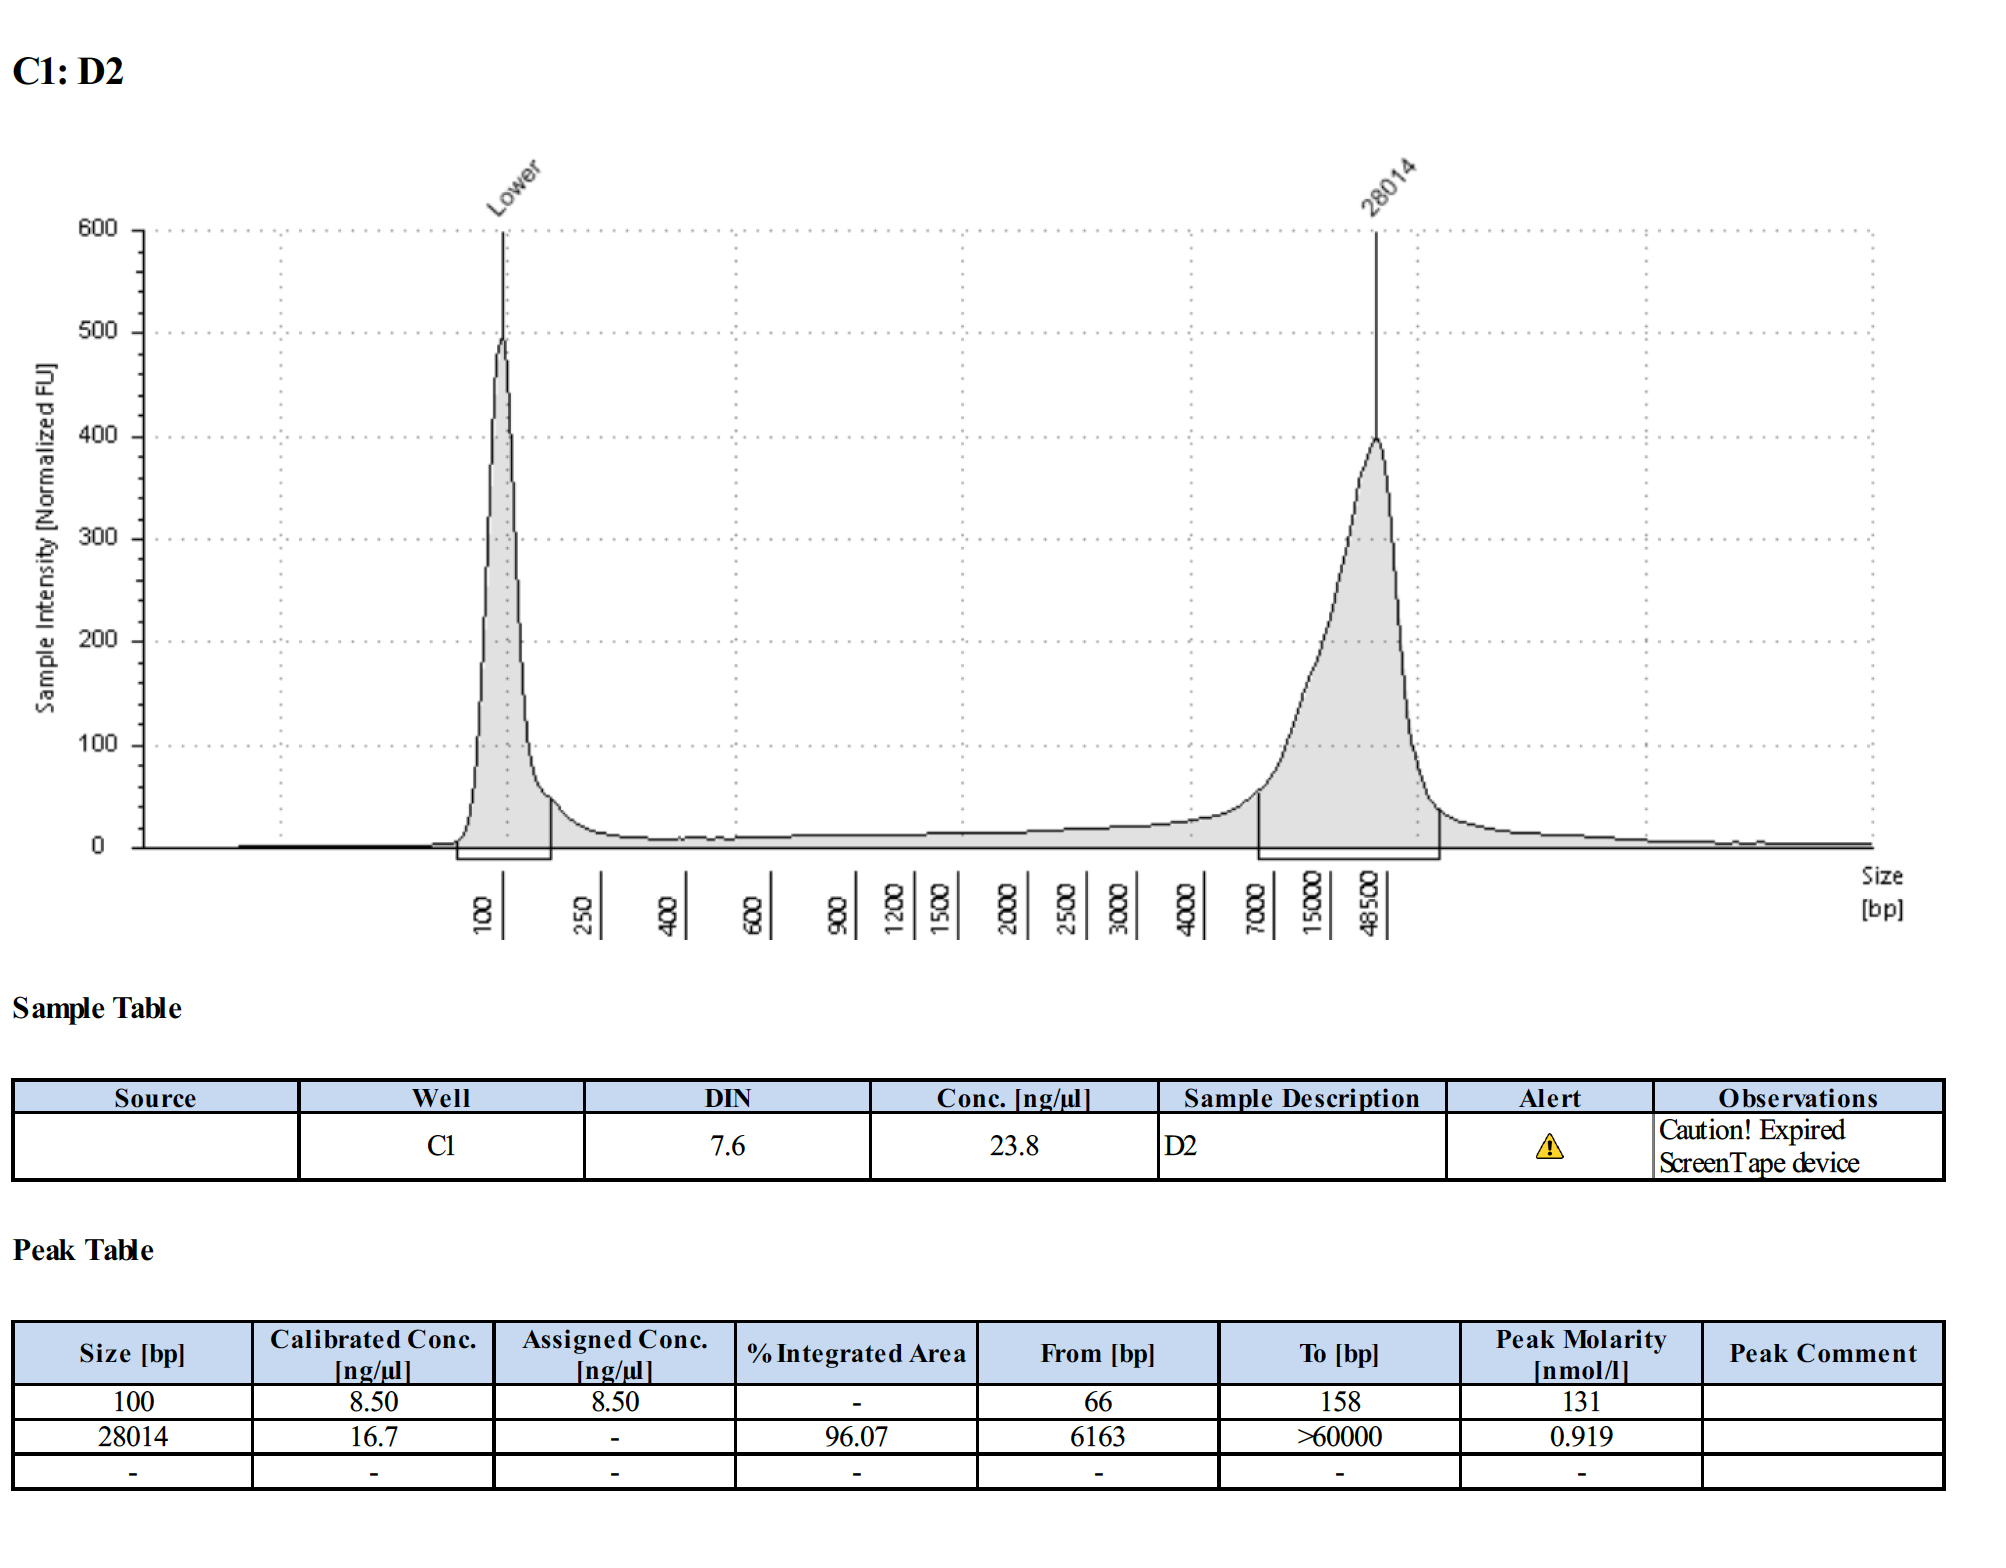 C1: D2
Lower
28014
600
500
400
300
200
100
0
Sample Intensity [Normalized FU]
100
250
400
600
900
1200
1500
2000
2500
3000
4000
7000
15000
48500
Size
[bp]
Sample Table
Source Well DIN Conc. [ng/µl] Sample Description Alert Observations
C1 7.6 23.8 D2 Caution! Expired
ScreenTape device
Peak Table
Size [bp] Calibrated Conc. [ng/µl] Assigned Conc. [ng/µl] % Integrated Area From [bp] To [bp] Peak Molarity [nmol/l] Peak Comment
100 8.50 8.50 - 66 158 131
28014 16.7 - 96.07 6163 >60000 0.919
- - - - - - -